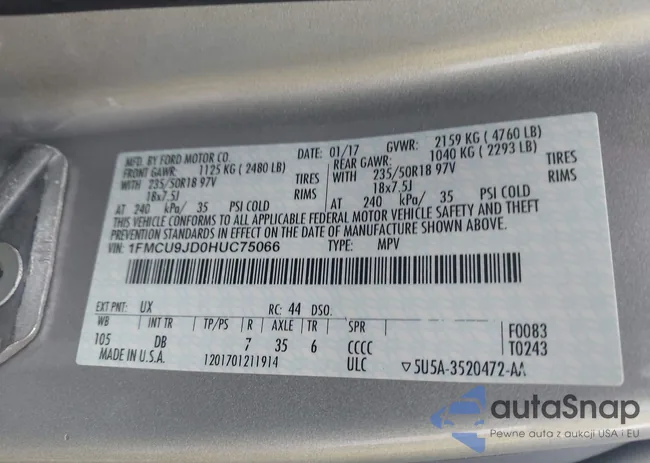 MFD. BY FORD MOTOR CO.
DATE: 01/17 GVWR: 2159 KG ( 4760 LB)
FRONT GAWR: 1125 KG ( 2480 LB) REAR GAWR: 1040 KG ( 2293 LB)
WITH 235/50R18 97V TIRES WITH 235/50R18 97V TIRES
18x7.5J RIMS 18x7.5J RIMS
AT 240 kPa/ 35 PSI COLD AT 240 kPa/ 35 PSI COLD
THIS VEHICLE CONFORMS TO ALL APPLICABLE FEDERAL MOTOR VEHICLE SAFETY AND THEFT
PREVENTION STANDARDS IN EFFECT ON THE DATE OF MANUFACTURE SHOWN ABOVE.
VIN: 1FMCU9JD0HUC75066 TYPE: MPV
EXT PNT: UX RC: 44 DSO:
WB INT TR TP/PS R AXLE TR SPR F0083
105 DB 7 35 6 CCCC T0243
MADE IN U.S.A. 1201701211914 ULC ▽5U5A-3520472-AA
autoSnap
Pewne auta z aukcji USA i EU